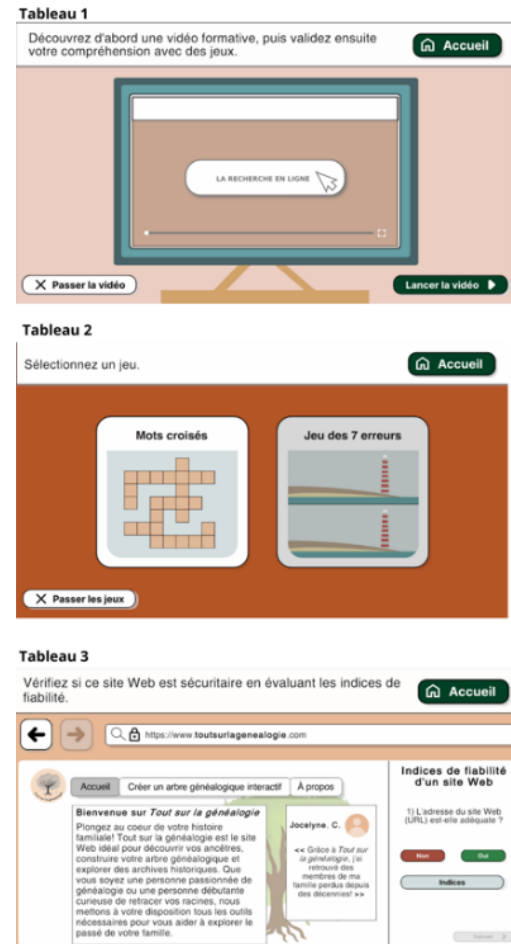 Tableau 1
Découvrez d'abord une vidéo formative, puis validez ensuite
votre compréhension avec des jeux.
Accueil
LA RECHERCHE EN LIGNE
Passer la vidéo
Lancer la vidéo
Tableau 2
Sélectionnez un jeu.
Accueil
Mots croisés
Jeu des 7 erreurs
Passer les jeux
Tableau 3
Vérifiez si ce site Web est sécuritaire en évaluant les indices de
fiabilité.
Accueil
https://www.toutsurlagenealogie.com
Accueil
Créer un arbre généalogique interactif
À propos
Bienvenue sur Tout sur la généalogie
Plongez au coeur de votre histoire
familiale! Tout sur la généalogie est le site
Web idéal pour découvrir vos ancêtres,
construire votre arbre généalogique et
explorer des archives historiques. Que
vous soyez une personne passionnée de
généalogie ou une personne débutante
curieuse de retracer vos racines, nous
mettons à votre disposition tous les outils
nécessaires pour vous aider à explorer le
passé de votre famille.
Jocelyne. C.
<< Grâce à Tout sur
la généalogie, j'ai
retrouvé des
membres de ma
famille perdus depuis
des décennies! >>
Indices de fiabilité
d'un site Web
1) L'adresse du site Web
(URL) est-elle adéquate ?
Non
Oui
Indices